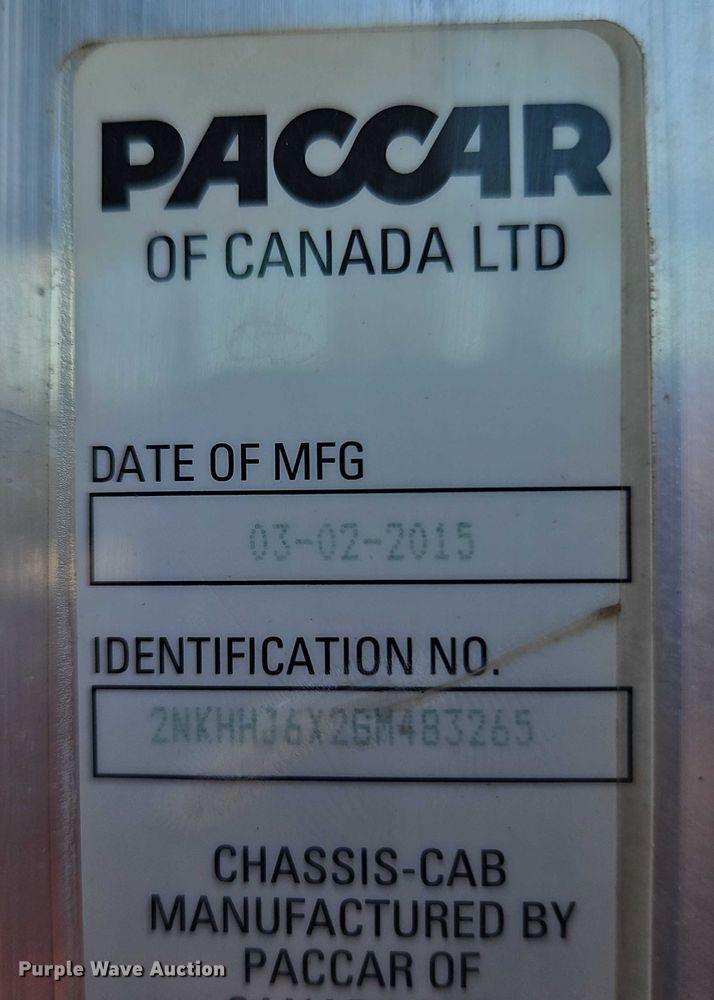 PACCAR
OF CANADA LTD
DATE OF MFG
03-02-2015
IDENTIFICATION NO.
2NKHHJ6X2GM483265
CHASSIS-CAB
MANUFACTURED BY
PACCAR OF
Purple Wave Auction